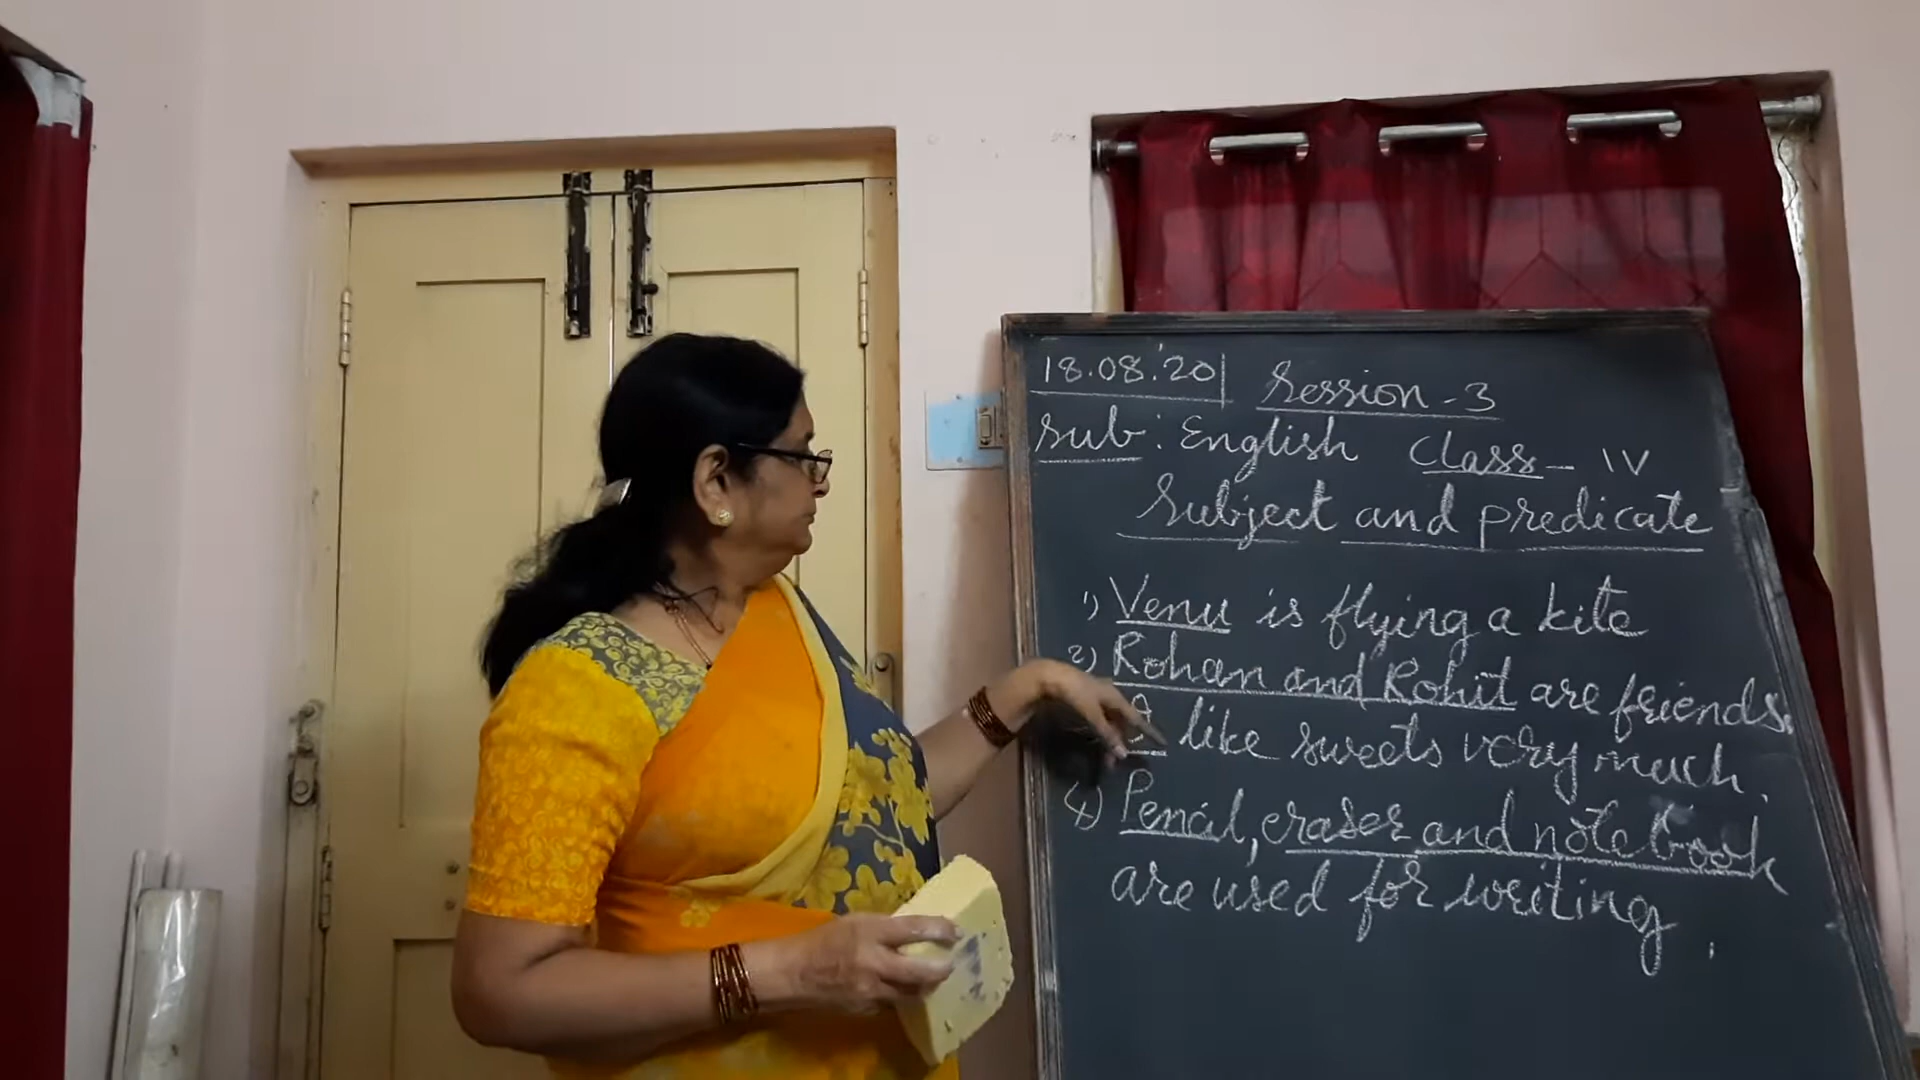 18.08.'20 Session - 3
Sub : English Class - IV
Subject and predicate
1) Venu is flying a kite
2) Rohan and Rohit are friends.
I like sweets very much.
4) Pencil, eraser and note book
are used for writing.